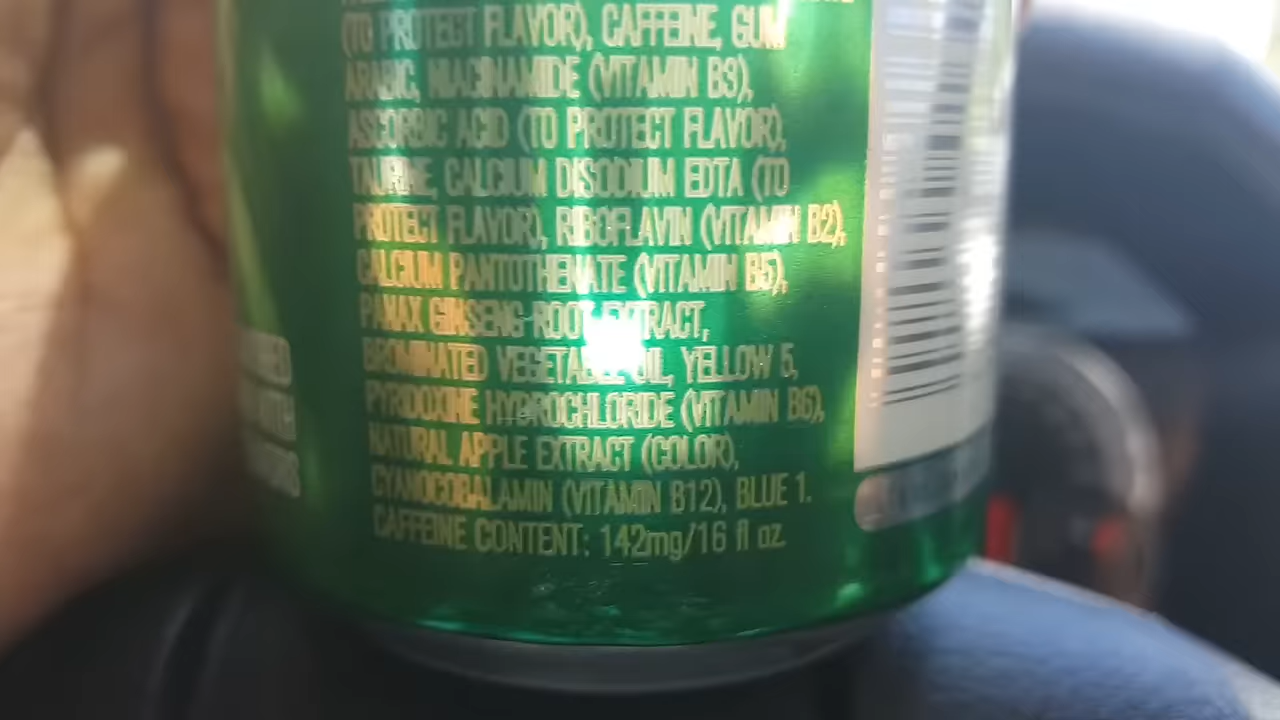 (TO PROTECT FLAVOR), CAFFEINE, GUM
ARABIC, NIACINAMIDE (VITAMIN B3),
ASCORBIC ACID (TO PROTECT FLAVOR),
TAURINE, CALCIUM DISODIUM EDTA (TO
PROTECT FLAVOR), RIBOFLAVIN (VITAMIN B2),
CALCIUM PANTOTHENATE (VITAMIN B5),
PANAX GINSENG ROOT EXTRACT,
BROMINATED VEGETABLE OIL, YELLOW 5,
PYRIDOXINE HYDROCHLORIDE (VITAMIN B6),
NATURAL APPLE EXTRACT (COLOR),
CYANOCOBALAMIN (VITAMIN B12), BLUE 1.
CAFFEINE CONTENT: 142mg/16 fl oz